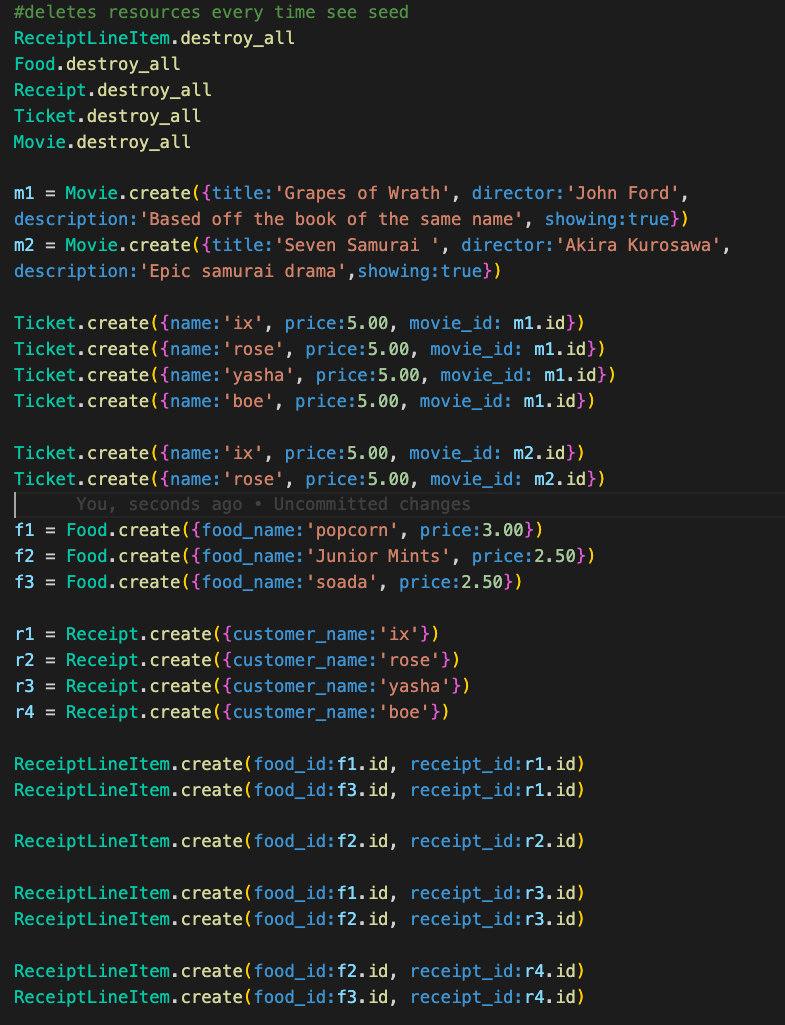 #deletes resources every time see seed
ReceiptLineItem.destroy_all
Food.destroy_all
Receipt.destroy_all
Ticket.destroy_all
Movie.destroy_all
m1 = Movie.create({title:'Grapes of Wrath', director:'John Ford',
description:'Based off the book of the same name', showing:true})
m2 = Movie.create({title:'Seven Samurai ', director:'Akira Kurosawa',
description:'Epic samurai drama',showing:true})
Ticket.create({name:'ix', price:5.00, movie_id: m1.id})
Ticket.create({name:'rose', price:5.00, movie_id: m1.id})
Ticket.create({name:'yasha', price:5.00, movie_id: m1.id})
Ticket.create({name:'boe', price:5.00, movie_id: m1.id})
Ticket.create({name:'ix', price:5.00, movie_id: m2.id})
Ticket.create({name:'rose', price:5.00, movie_id: m2.id})
You, seconds ago • Uncommitted changes
f1 = Food.create({food_name:'popcorn', price:3.00})
f2 = Food.create({food_name:'Junior Mints', price:2.50})
f3 = Food.create({food_name:'soada', price:2.50})
r1 = Receipt.create({customer_name:'ix'})
r2 = Receipt.create({customer_name:'rose'})
r3 = Receipt.create({customer_name:'yasha'})
r4 = Receipt.create({customer_name:'boe'})
ReceiptLineItem.create(food_id:f1.id, receipt_id:r1.id)
ReceiptLineItem.create(food_id:f3.id, receipt_id:r1.id)
ReceiptLineItem.create(food_id:f2.id, receipt_id:r2.id)
ReceiptLineItem.create(food_id:f1.id, receipt_id:r3.id)
ReceiptLineItem.create(food_id:f2.id, receipt_id:r3.id)
ReceiptLineItem.create(food_id:f2.id, receipt_id:r4.id)
ReceiptLineItem.create(food_id:f3.id, receipt_id:r4.id)